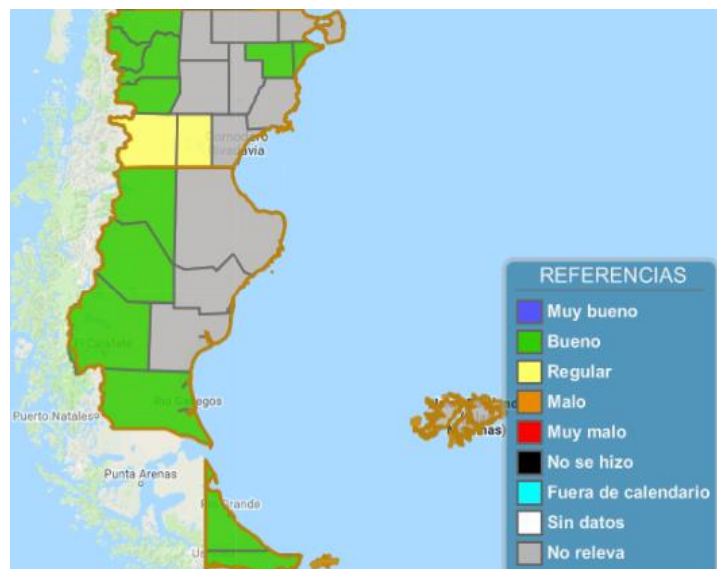 Comodoro
Rivadavia
REFERENCIAS
Muy bueno
Bueno
Regular
El Calafate
Malo
Río Gallegos
Puerto Natales
Muy malo
No se hizo
Punta Arenas
Fuera de calendario
Río Grande
Sin datos
No releva